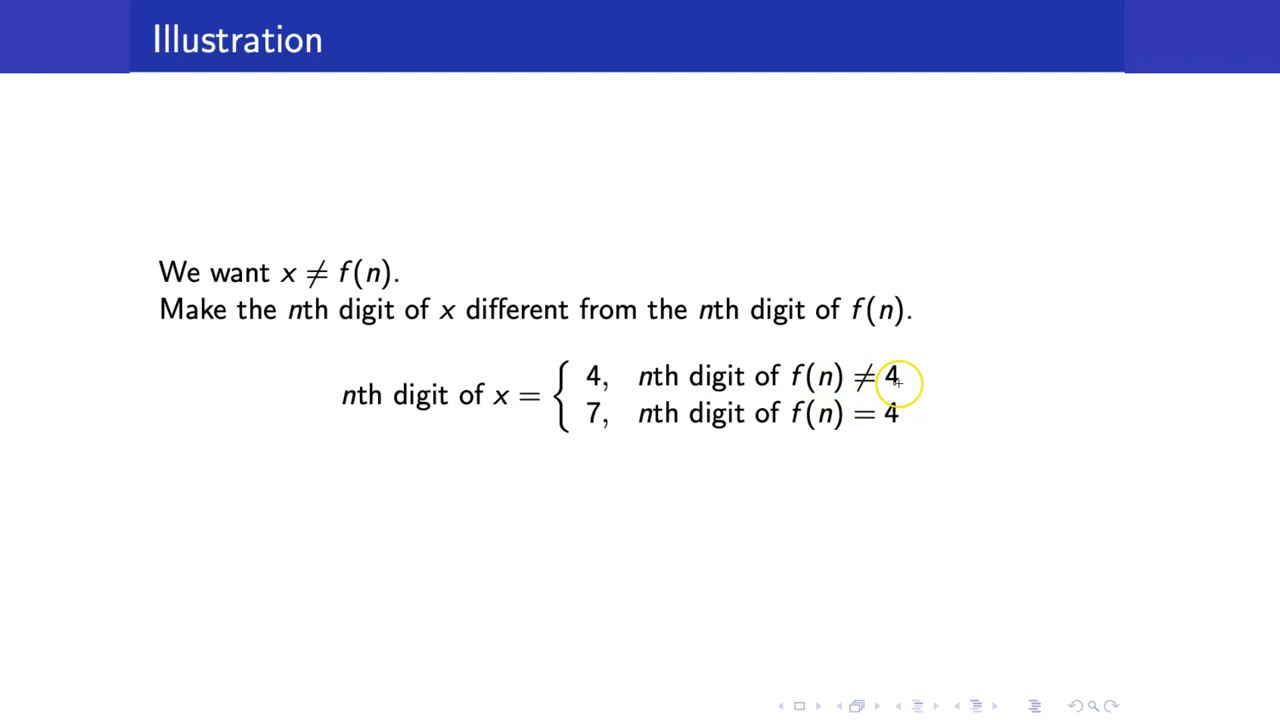 Illustration
We want x ≠ f(n).
Make the nth digit of x different from the nth digit of f(n).
nth digit of x = { 4, nth digit of f(n) ≠ 4
7, nth digit of f(n) = 4